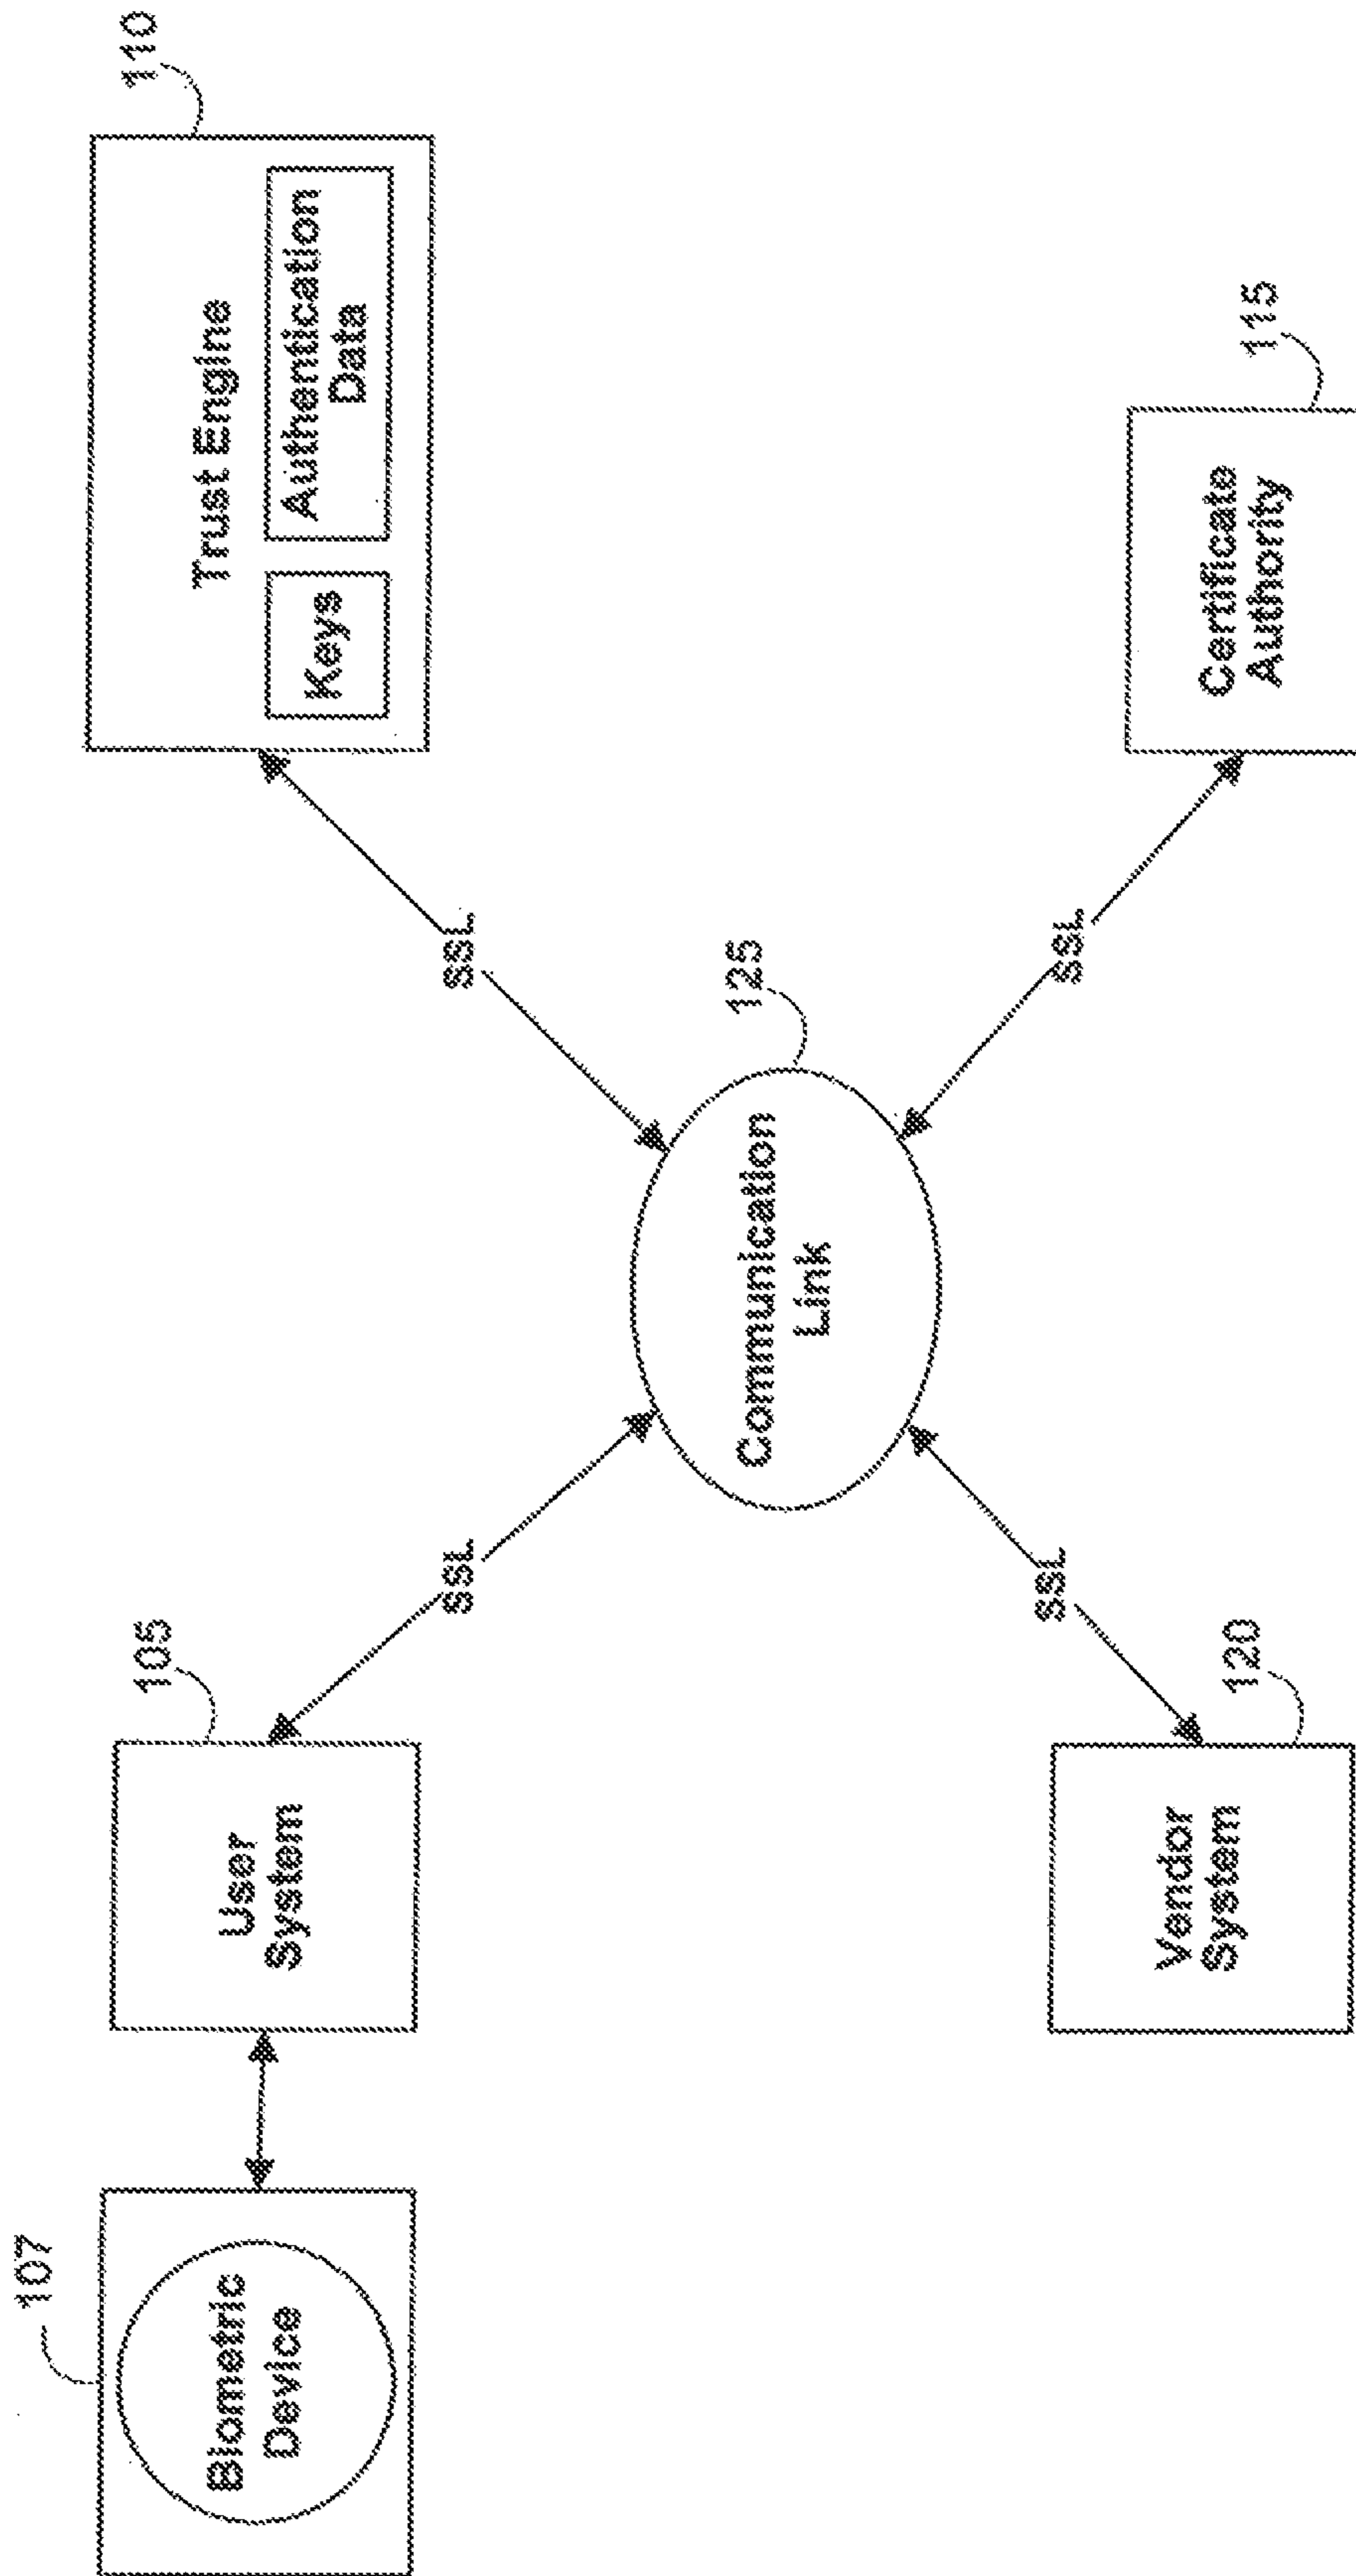 107
Biometric
Device
105
User
System
SSL
110
Trust Engine
Keys
Authentication
Data
SSL
125
Communication
Link
120
Vendor
System
SSL
115
Certificate
Authority
SSL